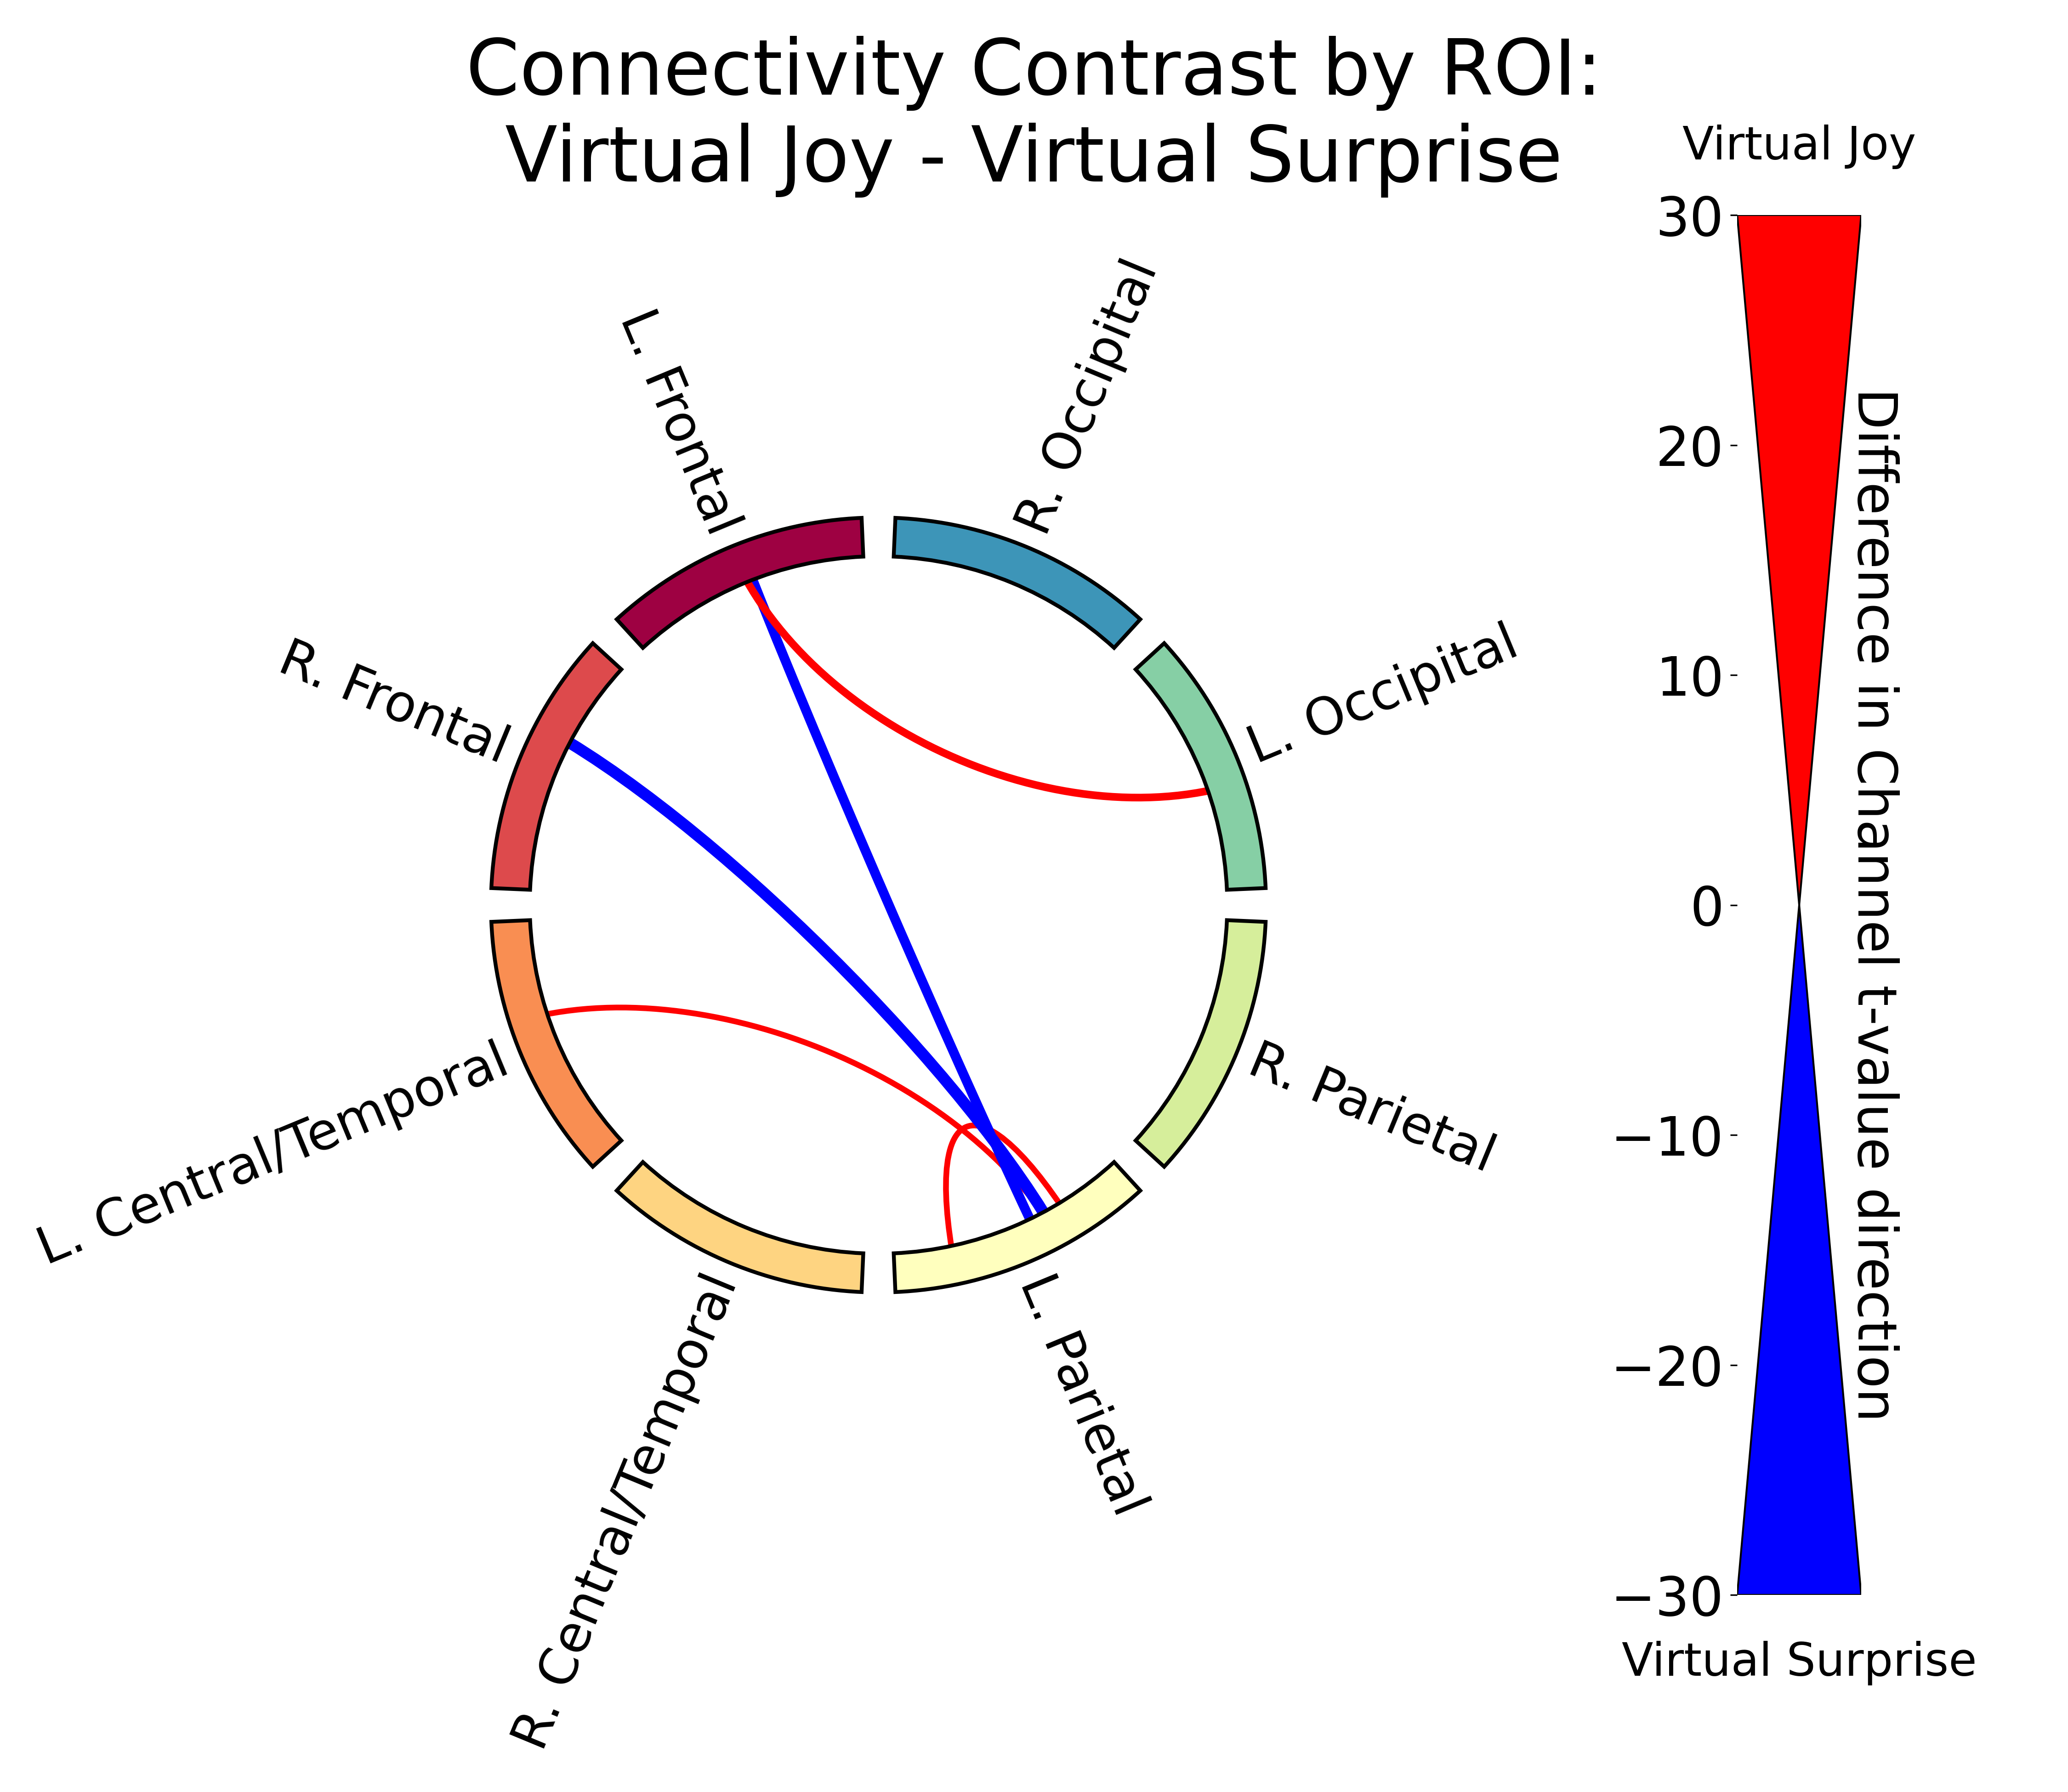 Connectivity Contrast by ROI:
Virtual Joy - Virtual Surprise
Virtual Joy
30
20
10
0
−10
−20
−30
Virtual Surprise
Difference in Channel t-value direction
L. Frontal
R. Occipital
R. Frontal
L. Occipital
L. Central/Temporal
R. Parietal
R. Central/Temporal
L. Parietal